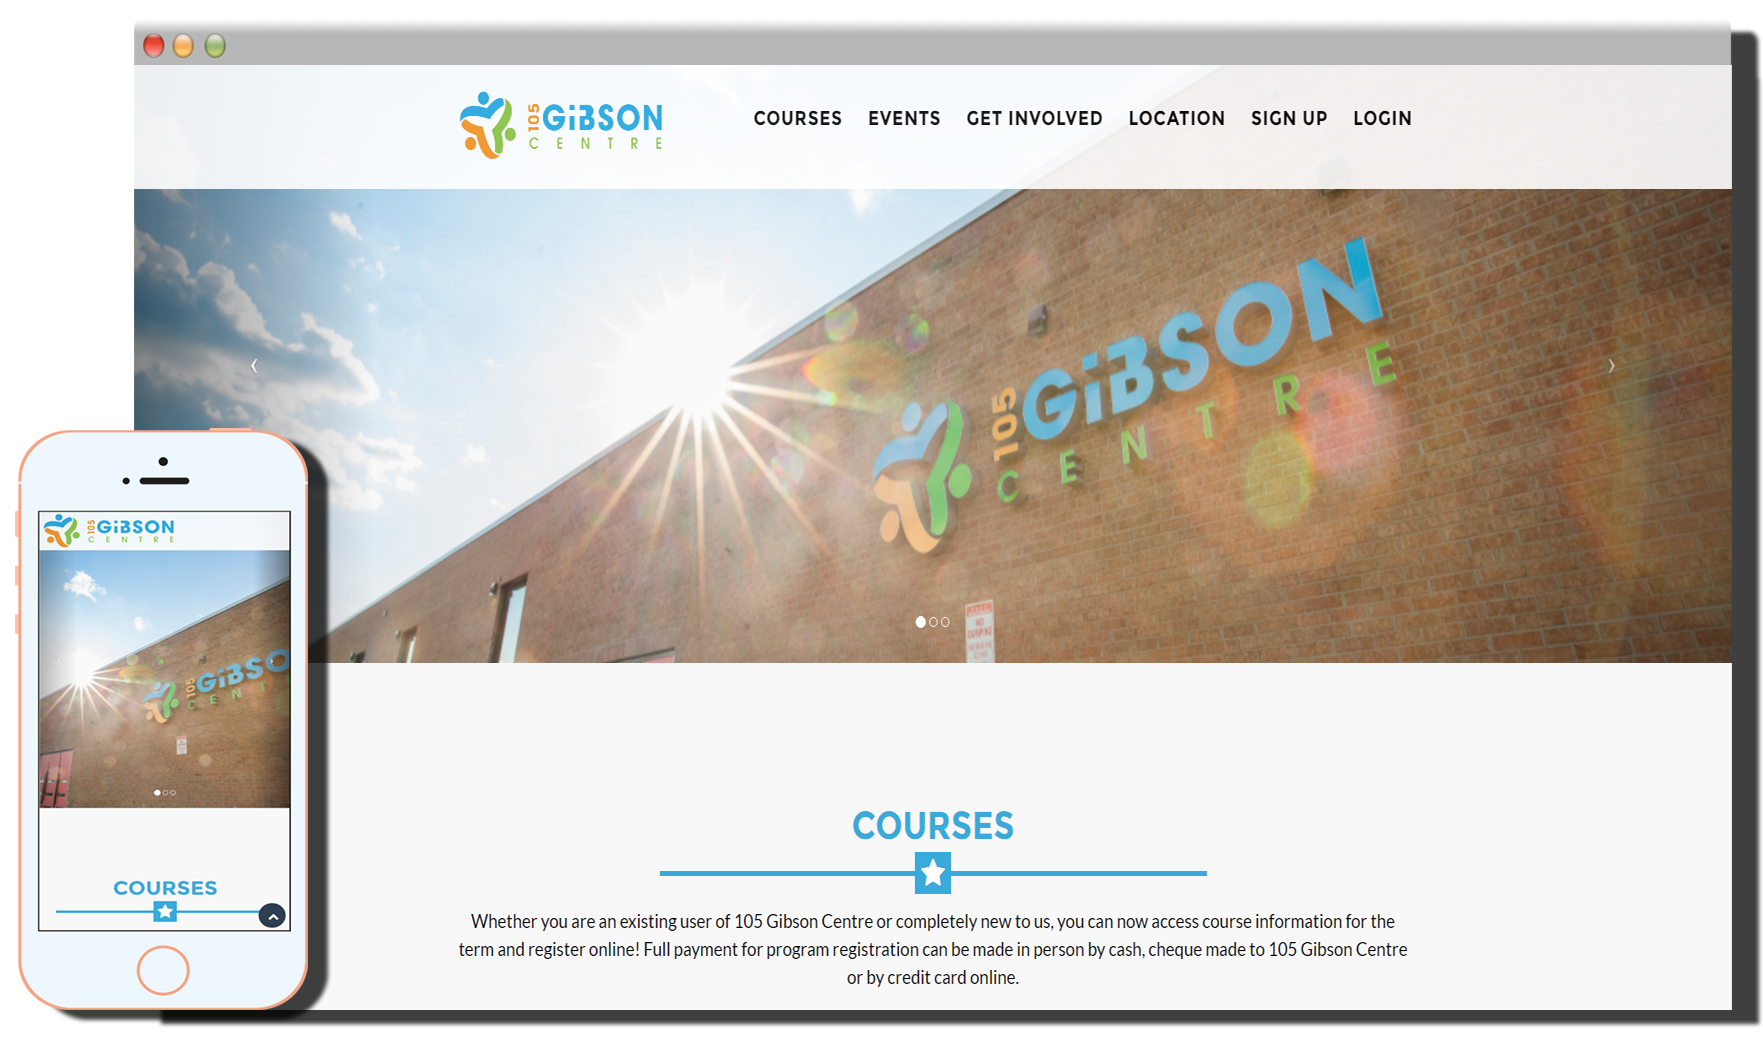 105 GiBSON
CENTRE
COURSES EVENTS GET INVOLVED LOCATION SIGN UP LOGIN
105 GiBSON
CENTRE
NO
DUMPING
COURSES
Whether you are an existing user of 105 Gibson Centre or completely new to us, you can now access course information for the
term and register online! Full payment for program registration can be made in person by cash, cheque made to 105 Gibson Centre
or by credit card online.
105 GiBSON
CENTRE
105 GiBSO
CENT
COURSES